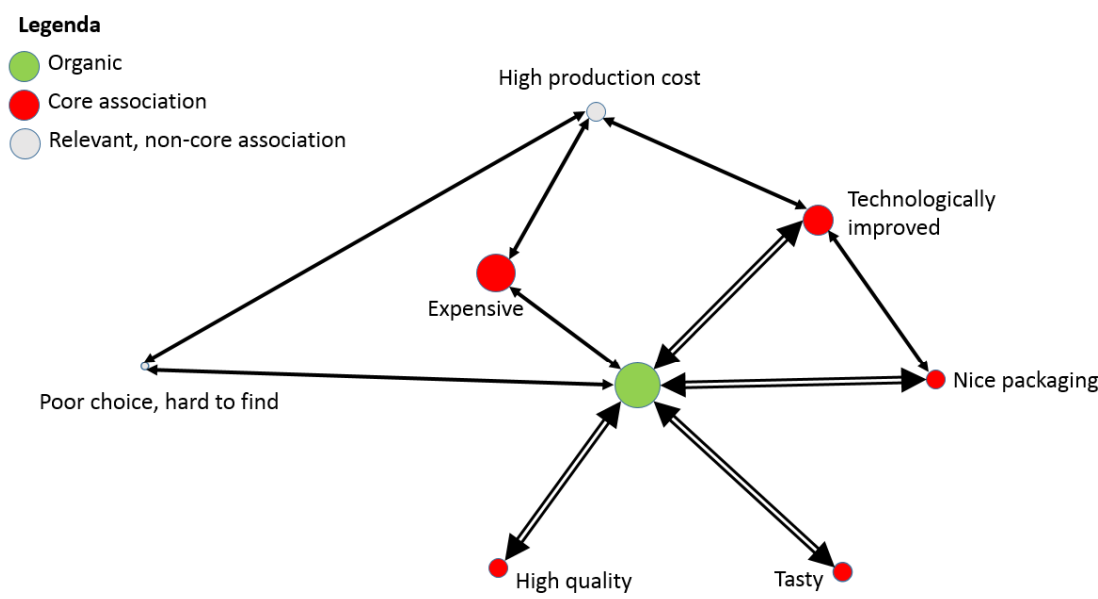 Legenda
Organic
Core association
Relevant, non-core association
High production cost
Technologically
improved
Expensive
Nice packaging
Poor choice, hard to find
High quality
Tasty